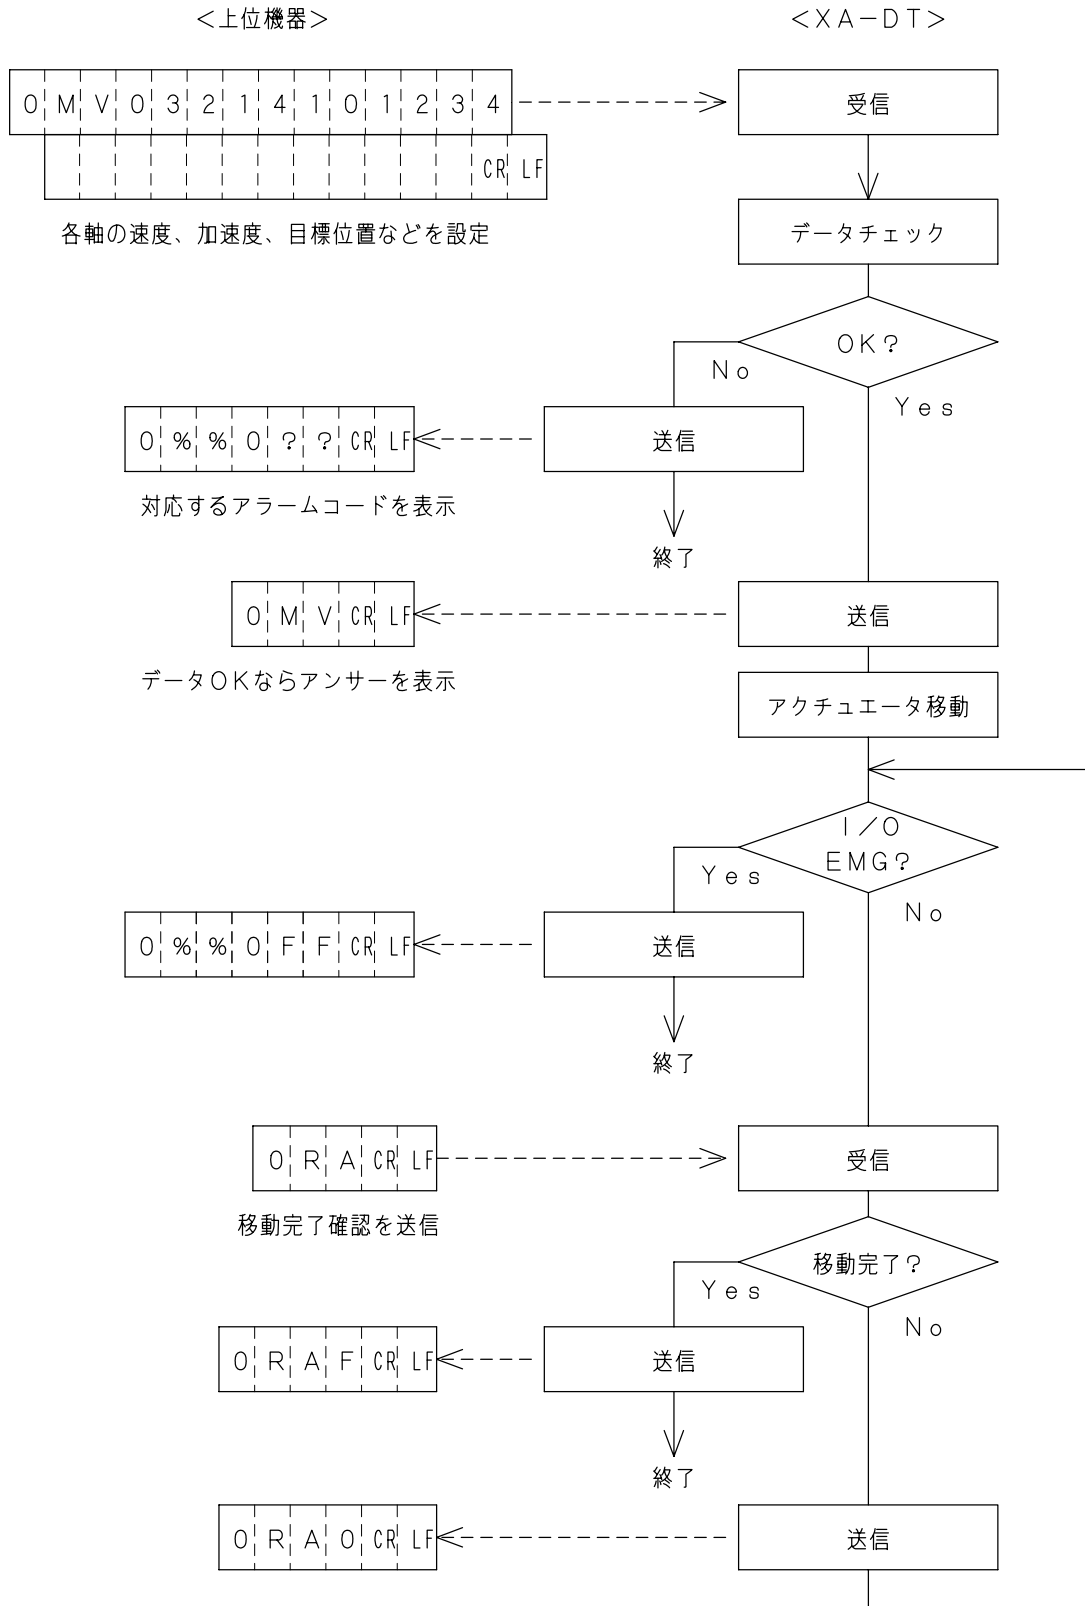 ＜上位機器＞
＜XA－DT＞
0 M V 0 3 2 1 4 1 0 1 2 3 4
受信
CR LF
各軸の速度、加速度、目標位置などを設定
データチェック
OK？
No
Yes
0 % % 0 ? ? CR LF
送信
対応するアラームコードを表示
終了
0 M V CR LF
送信
データOKならアンサーを表示
アクチュエータ移動
I／O
EMG？
Yes
No
0 % % 0 F F CR LF
送信
終了
0 R A CR LF
受信
移動完了確認を送信
移動完了？
Yes
No
0 R A F CR LF
送信
終了
0 R A 0 CR LF
送信